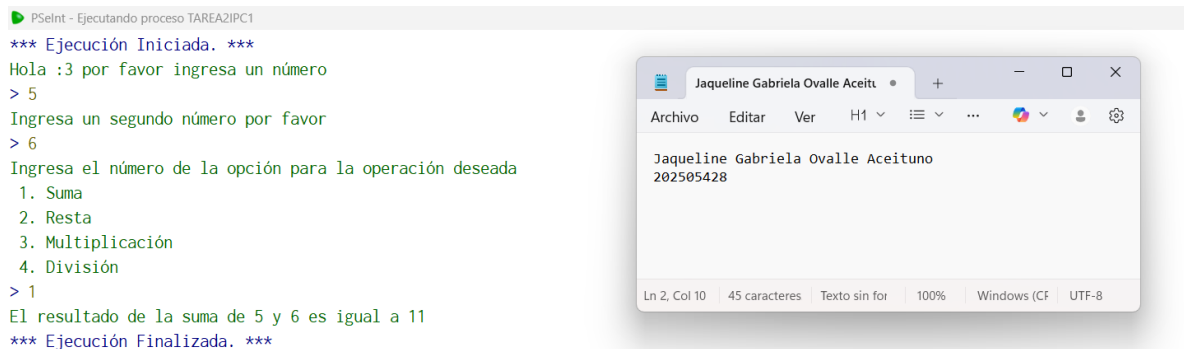 PSeInt - Ejecutando proceso TAREA2IPC1
*** Ejecución Iniciada. ***
Hola :3 por favor ingresa un número
> 5
Ingresa un segundo número por favor
> 6
Ingresa el número de la opción para la operación deseada
1. Suma
2. Resta
3. Multiplicación
4. División
> 1
El resultado de la suma de 5 y 6 es igual a 11
*** Ejecución Finalizada. ***
Jaqueline Gabriela Ovalle Aceitu
Archivo Editar Ver H1
Jaqueline Gabriela Ovalle Aceituno
202505428
Ln 2, Col 10 45 caracteres Texto sin for 100% Windows (CF UTF-8